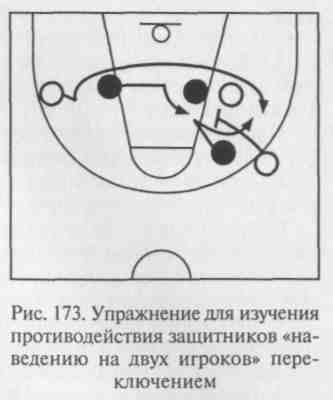 Рис. 173. Упражнение для изучения
противодействия защитников «на-
ведению на двух игроков» пере-
ключением